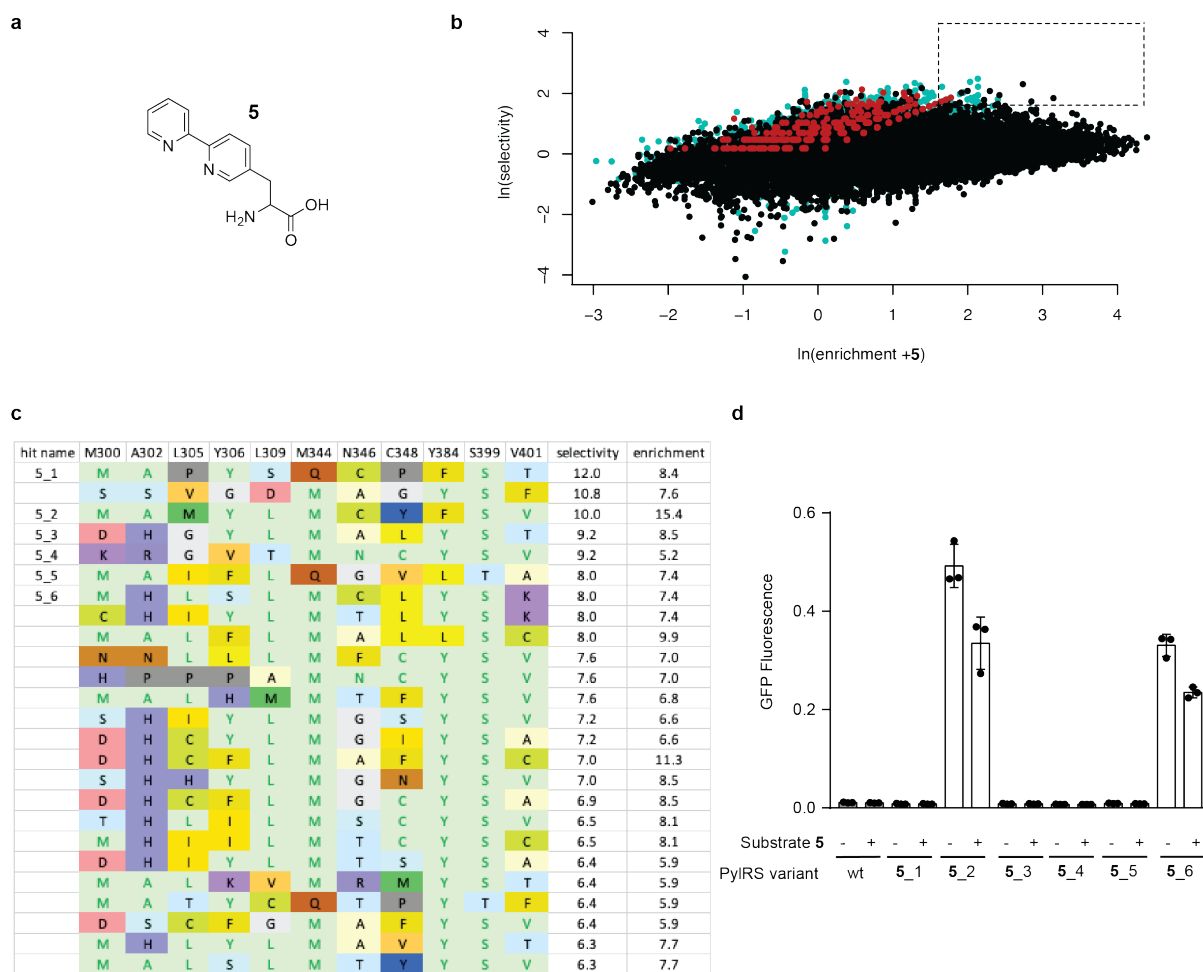 a
5
N
N
H2N
OH
O
b
ln(selectivity)
4
2
0
−2
−4
−3 −2 −1 0 1 2 3 4
ln(enrichment +5)
c
hit name M300 A302 L305 Y306 L309 M344 N346 C348 Y384 S399 V401 selectivity enrichment
5_1 M A P Y S Q C P F S T 12.0 8.4
S S V G D M A G Y S F 10.8 7.6
5_2 M A M Y L M C Y F S V 10.0 15.4
5_3 D H G Y L M A L Y S T 9.2 8.5
5_4 K R G V T M N C Y S V 9.2 5.2
5_5 M A I F L Q G V L T A 8.0 7.4
5_6 M H L S L M C L Y S K 8.0 7.4
C H I Y L M T L Y S K 8.0 7.4
M A L F L M A L L S C 8.0 9.9
N N L L L M F C Y S V 7.6 7.0
H P P P A M N C Y S V 7.6 7.0
M A L H M M T F Y S V 7.6 6.8
S H I Y L M G S Y S V 7.2 6.6
D H C Y L M G I Y S A 7.2 6.6
D H C F L M A F Y S C 7.0 11.3
S H H Y L M G N Y S V 7.0 8.5
D H C F L M G C Y S A 6.9 8.5
T H L I L M S C Y S V 6.5 8.1
M H I I L M T C Y S C 6.5 8.1
D H I Y L M T S Y S A 6.4 5.9
M A L K V M R M Y S T 6.4 5.9
M A T Y C Q T P Y T F 6.4 5.9
D S C F G M A F Y S V 6.4 5.9
M H L Y L M A V Y S T 6.3 7.7
M A L S L M T Y Y S V 6.3 7.7
d
GFP Fluorescence
0.6
0.4
0.2
0.0
Substrate 5 - + - + - + - + - + - + - +
PylRS variant wt 5_1 5_2 5_3 5_4 5_5 5_6